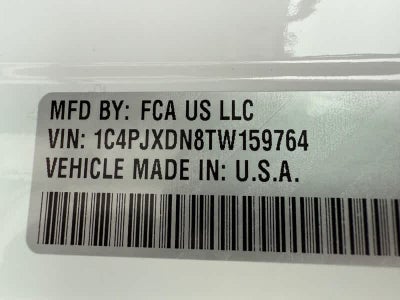 MFD BY: FCA US LLC
VIN: 1C4PJXDN8TW159764
VEHICLE MADE IN: U.S.A.